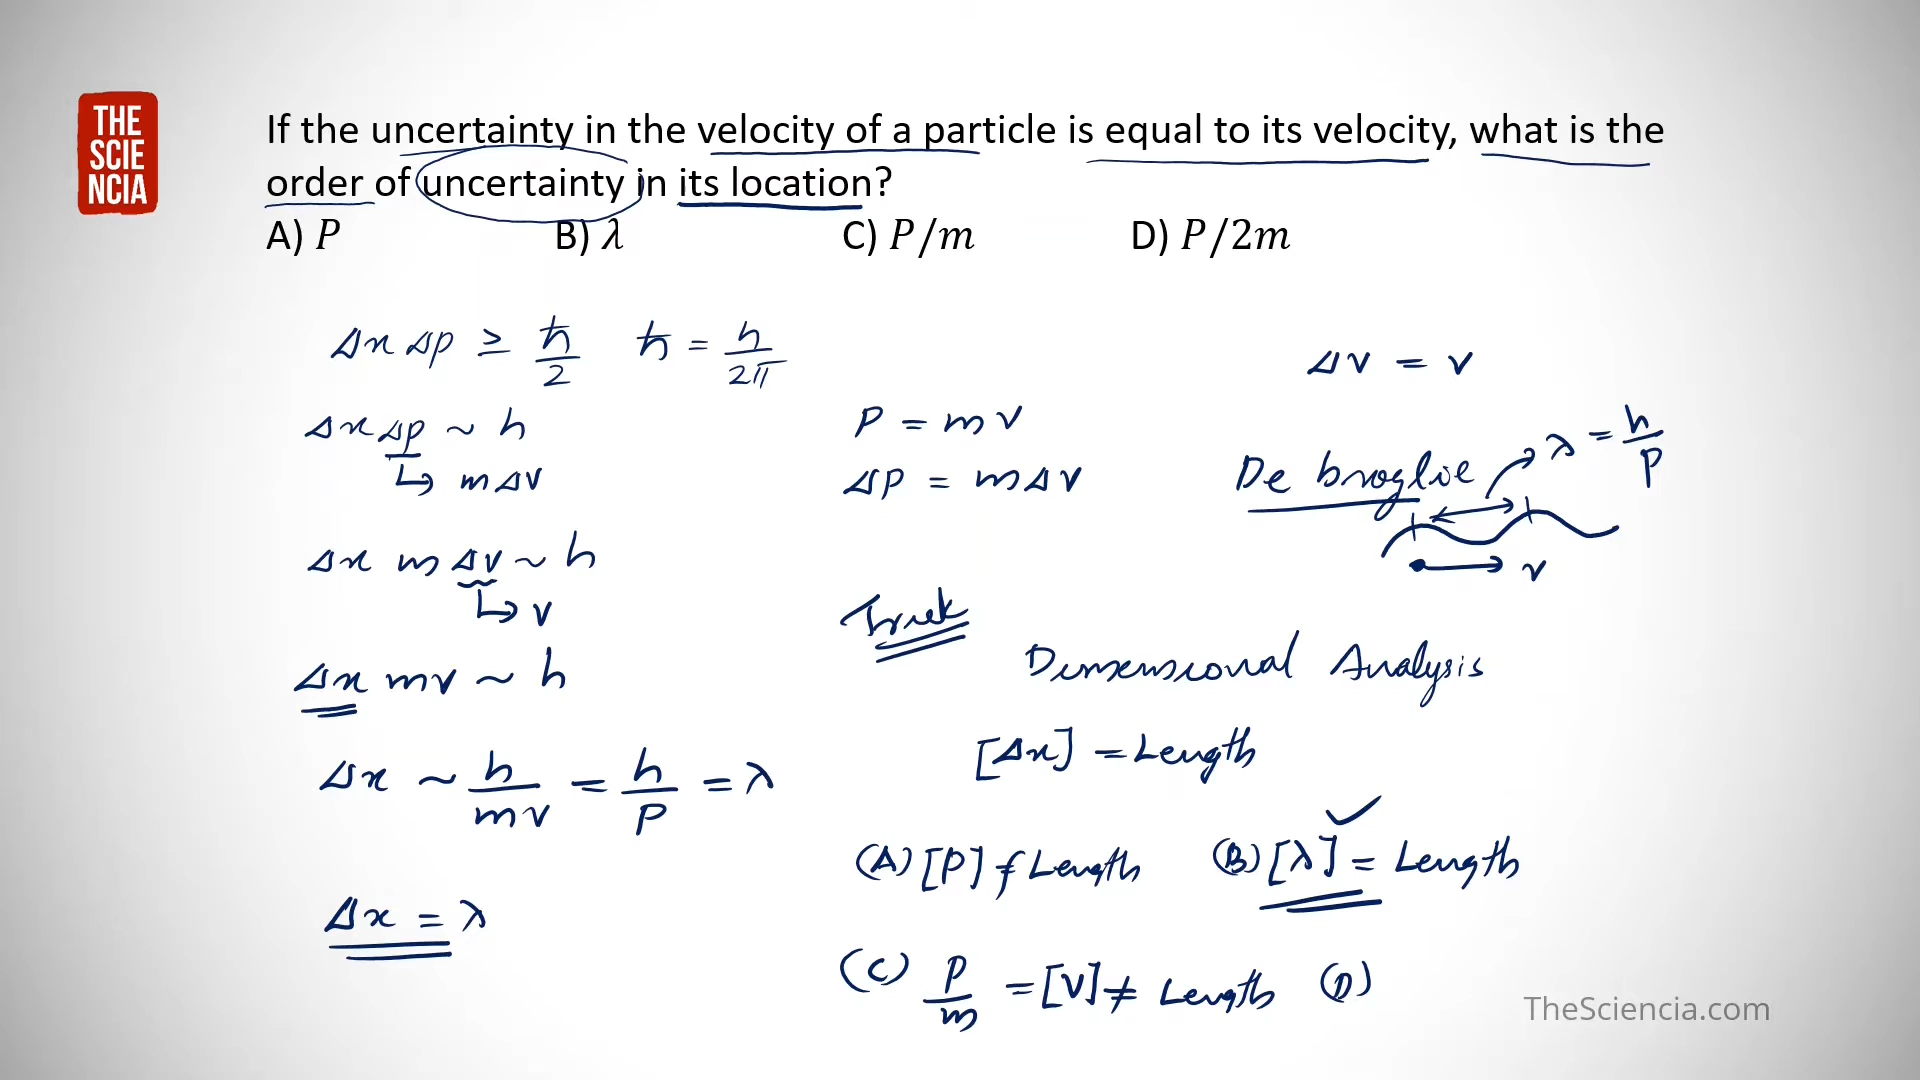 THE
SCIE
NCIA
If the uncertainty in the velocity of a particle is equal to its velocity, what is the
order of uncertainty in its location?
A) P B) λ C) P/m D) P/2m
Δx Δp ≥ ħ/2 ħ = h/2π
Δx Δp ~ h
↳ mΔV
Δx m Δv ~ h
↳ v
Δx mv ~ h
Δx ~ h/mv = h/P = λ
Δx = λ
P = mv
ΔP = mΔV
Δv = v
De broglie λ = h/P
v
Trick
Dimensional Analysis
[Δx] = Length
(A) [P] ≠ Length (B) [λ] = Length ✓
(C) P/m = [V] ≠ Length (D)
TheSciencia.com